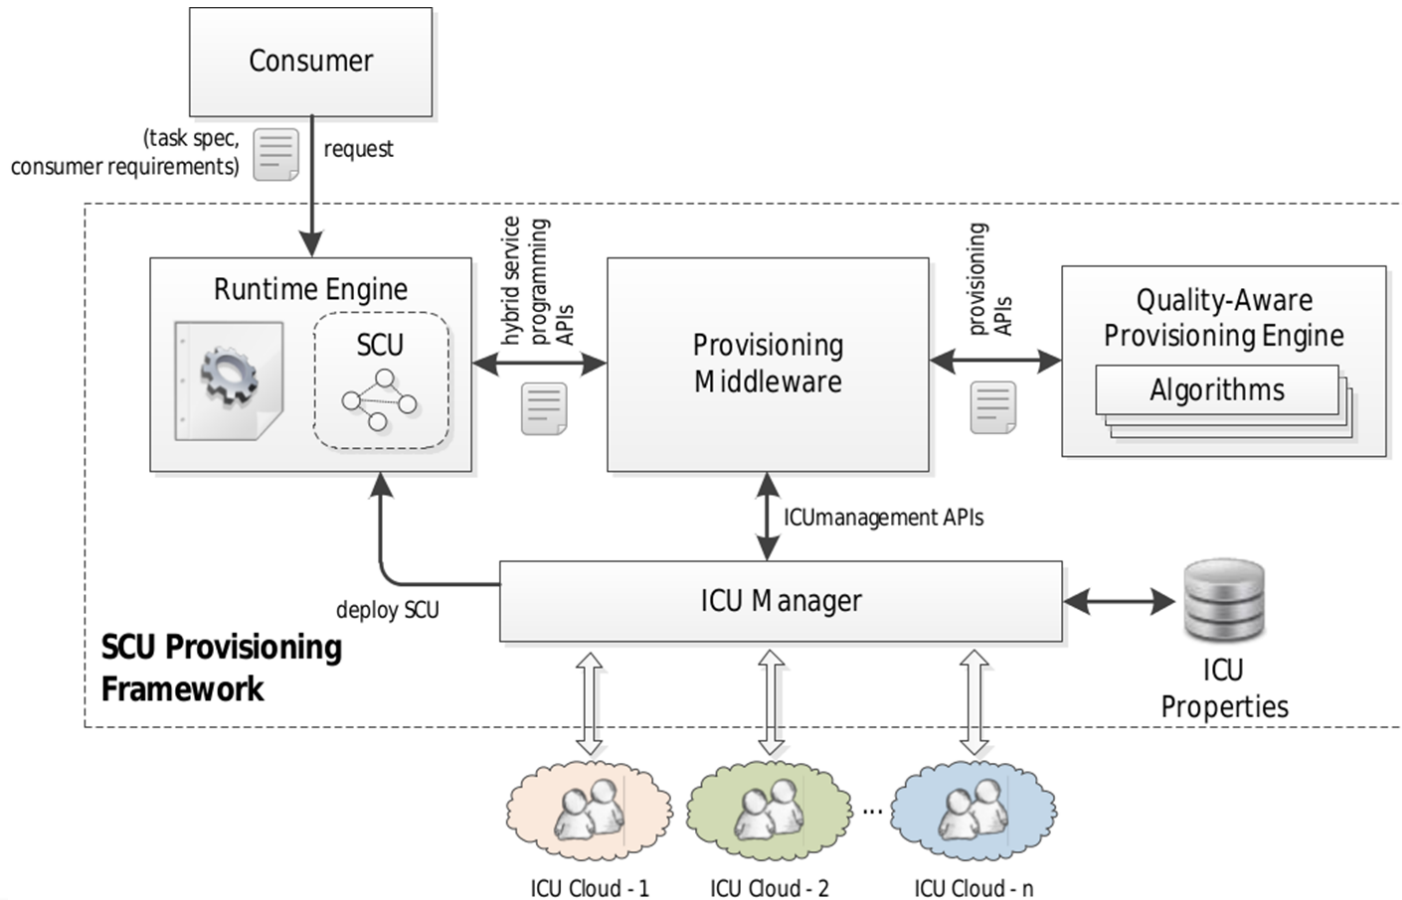 Consumer
(task spec,
consumer requirements)
request
hybrid service
programming
APIs
provisioning
APIs
Runtime Engine
SCU
Provisioning
Middleware
Quality-Aware
Provisioning Engine
Algorithms
ICUmanagement APIs
ICU Manager
deploy SCU
SCU Provisioning
Framework
ICU
Properties
...
ICU Cloud - 1
ICU Cloud - 2
ICU Cloud - n